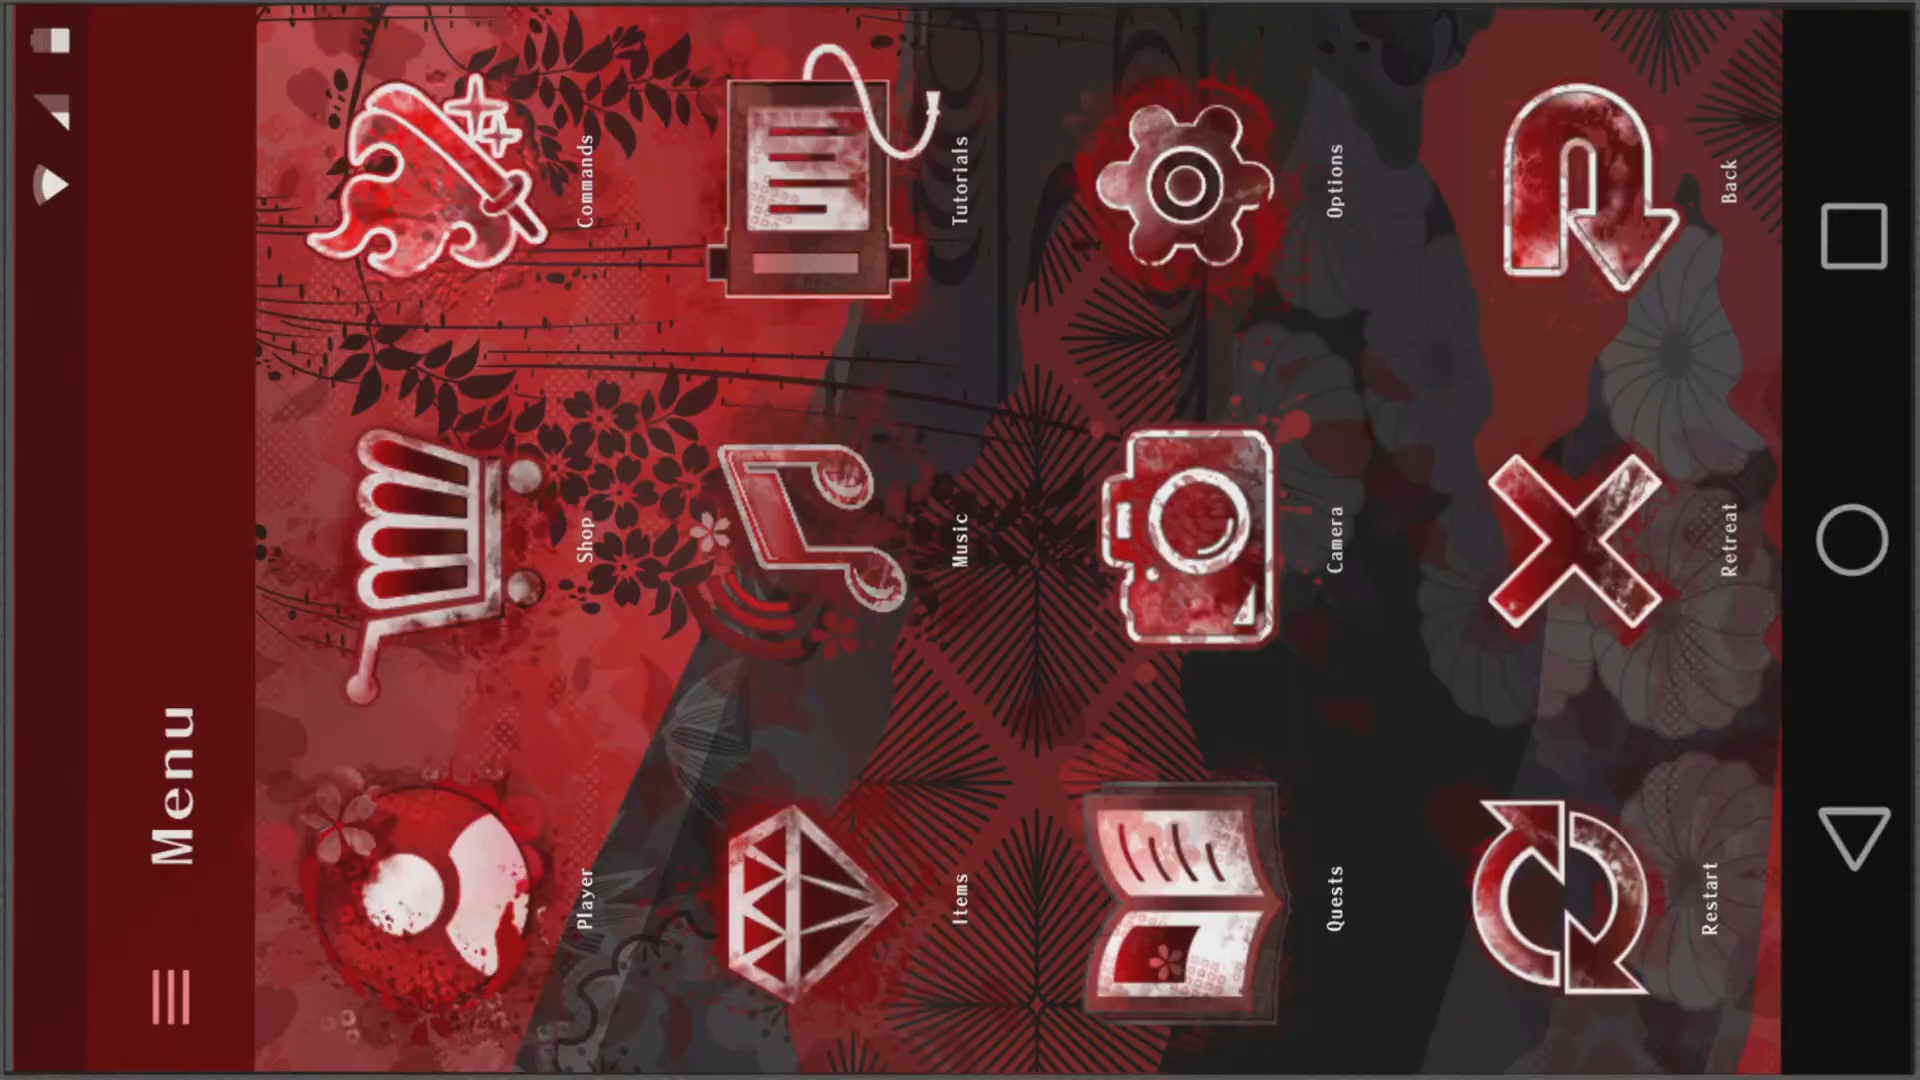 Menu
Player
Shop
Commands
Items
Music
Tutorials
Quests
Camera
Options
Restart
Retreat
Back